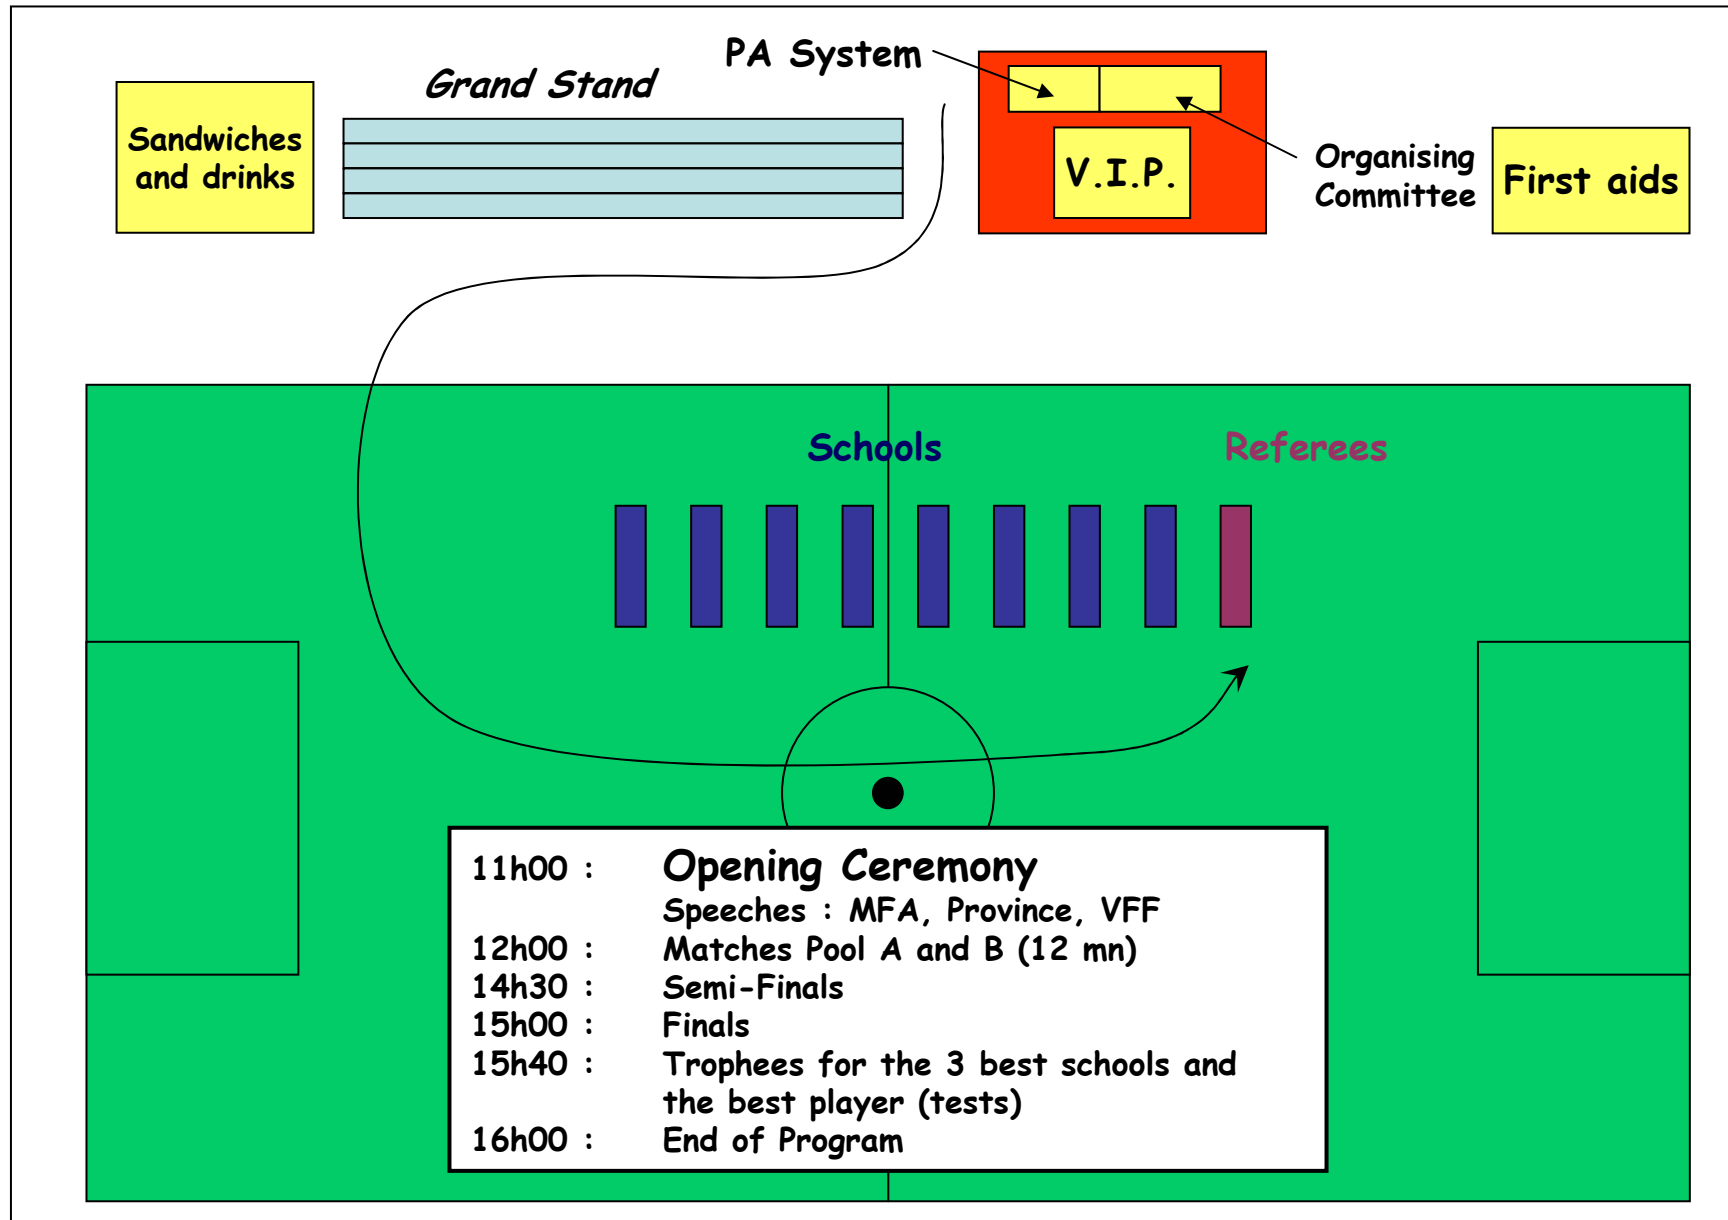 PA System
Grand Stand
Sandwiches
and drinks
V.I.P.
Organising
Committee
First aids
Schools
Referees
11h00 : Opening Ceremony
Speeches : MFA, Province, VFF
12h00 : Matches Pool A and B (12 mn)
14h30 : Semi-Finals
15h00 : Finals
15h40 : Trophees for the 3 best schools and
the best player (tests)
16h00 : End of Program